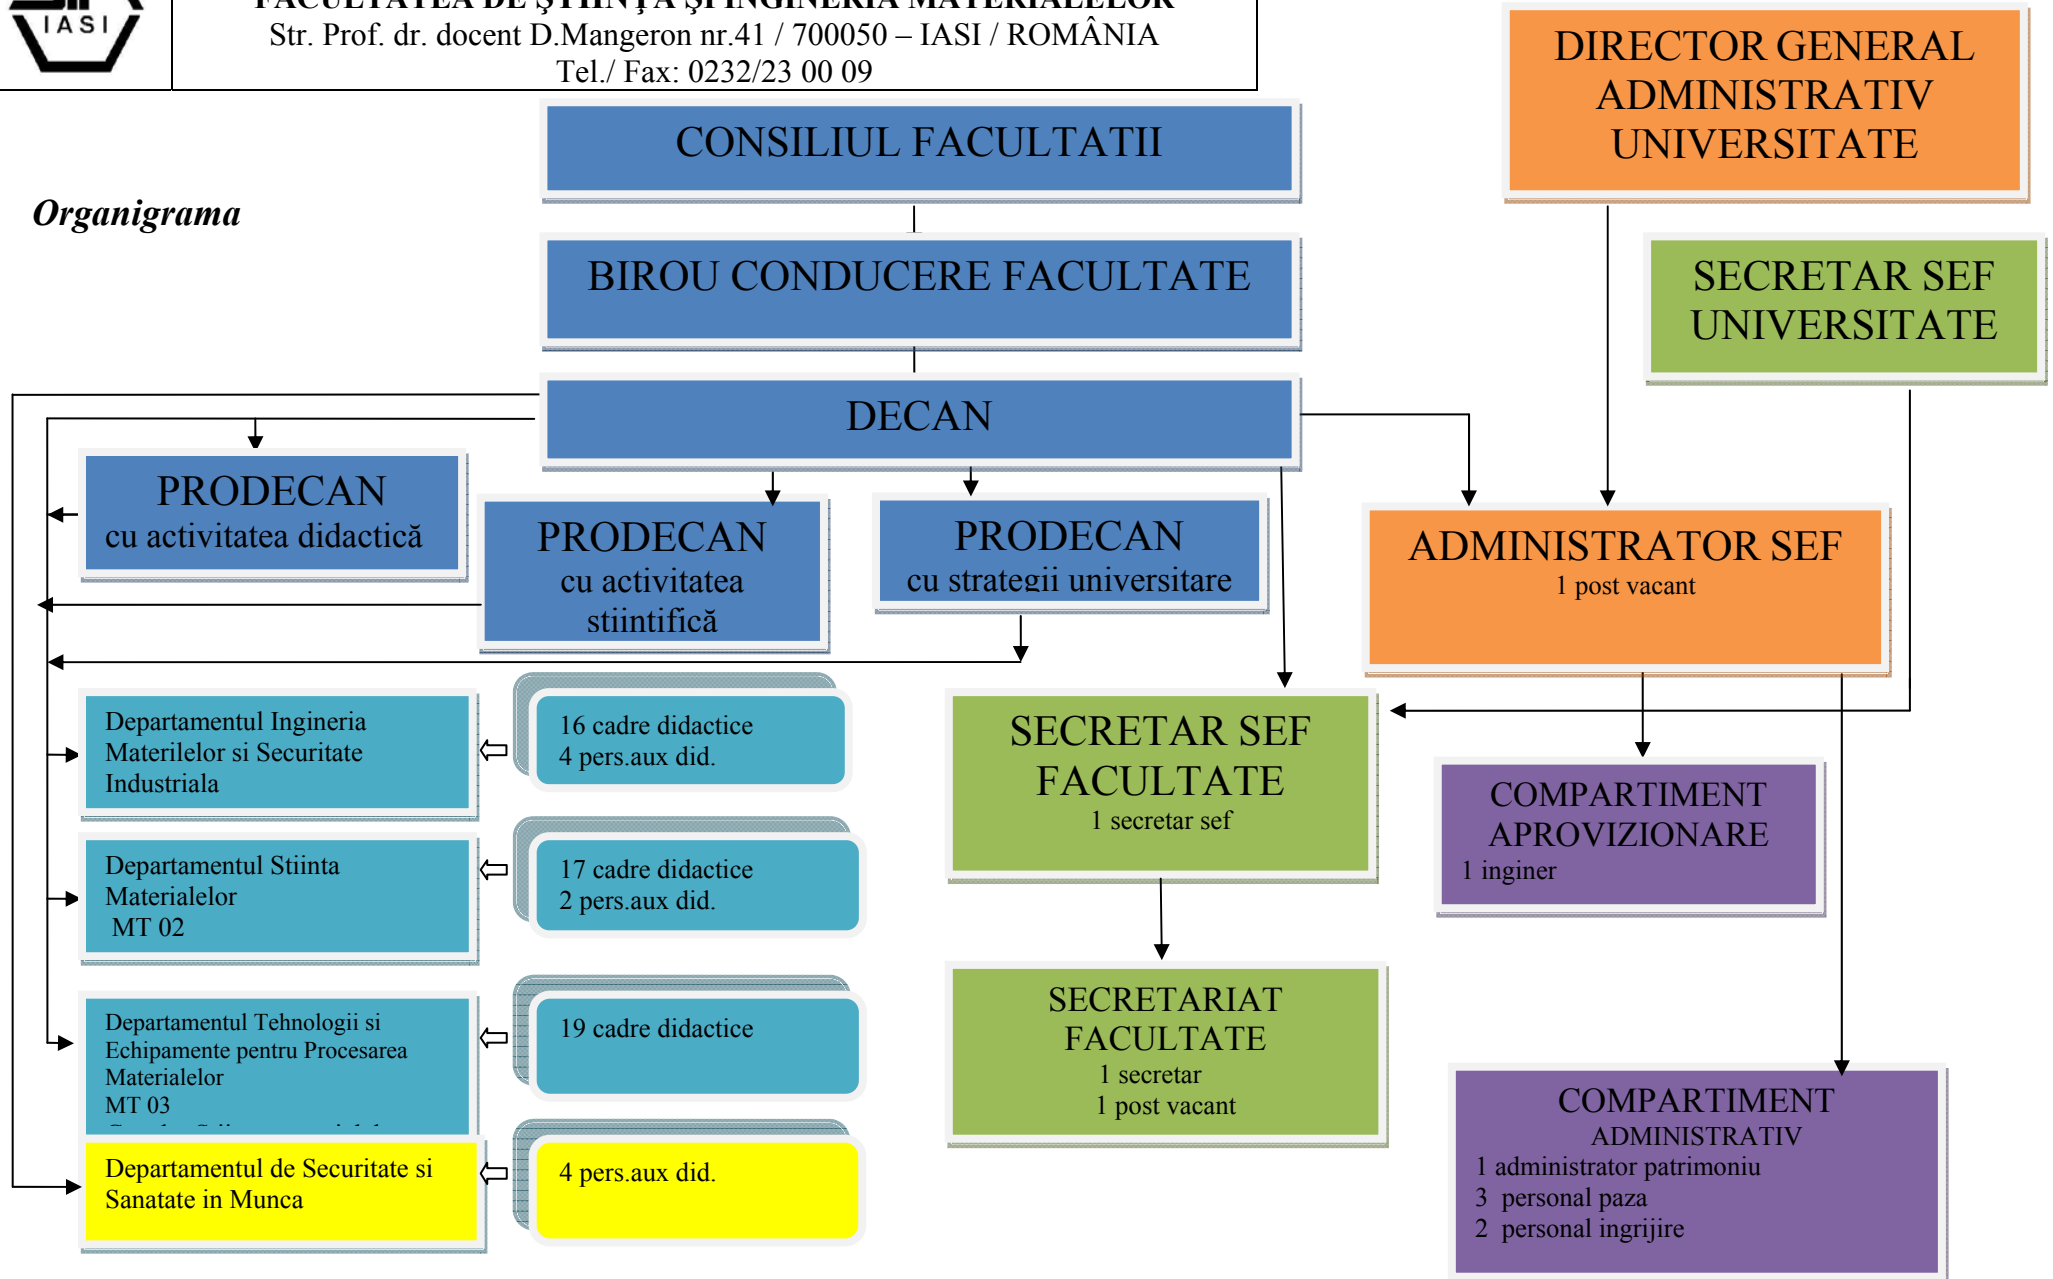 IASI
FACULTATEA DE ŞTIINŢA ŞI INGINERIA MATERIALELOR
Str. Prof. dr. docent D.Mangeron nr.41 / 700050 – IASI / ROMÂNIA
Tel./ Fax: 0232/23 00 09
Organigrama
CONSILIUL FACULTATII
BIROU CONDUCERE FACULTATE
DECAN
DIRECTOR GENERAL
ADMINISTRATIV
UNIVERSITATE
SECRETAR SEF
UNIVERSITATE
PRODECAN
cu activitatea didactică
PRODECAN
cu activitatea
stiintifică
PRODECAN
cu strategii universitare
ADMINISTRATOR SEF
1 post vacant
Departamentul Ingineria
Materilelor si Securitate
Industriala
16 cadre didactice
4 pers.aux did.
Departamentul Stiinta
Materialelor
MT 02
17 cadre didactice
2 pers.aux did.
Departamentul Tehnologii si
Echipamente pentru Procesarea
Materialelor
MT 03
19 cadre didactice
Departamentul de Securitate si
Sanatate in Munca
4 pers.aux did.
SECRETAR SEF
FACULTATE
1 secretar sef
SECRETARIAT
FACULTATE
1 secretar
1 post vacant
COMPARTIMENT
APROVIZIONARE
1 inginer
COMPARTIMENT
ADMINISTRATIV
1 administrator patrimoniu
3 personal paza
2 personal ingrijire